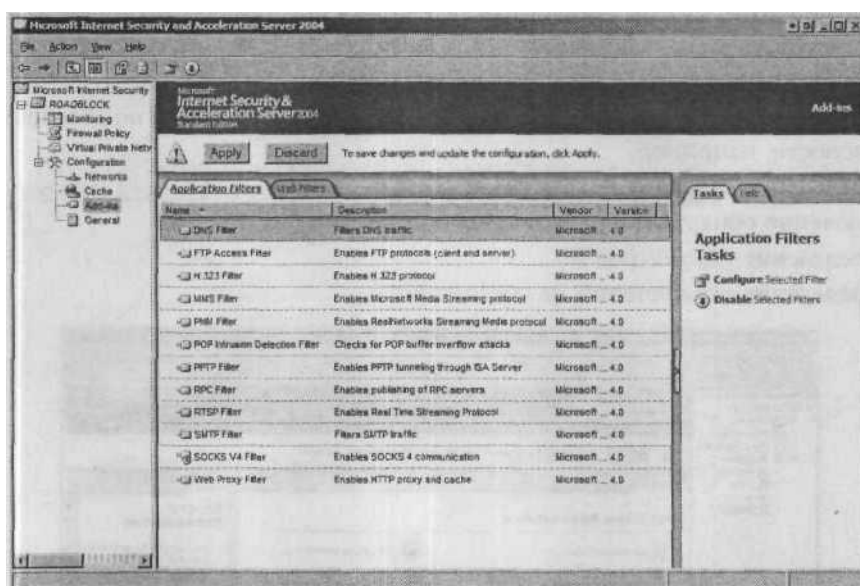 Microsoft Internet Security and Acceleration Server 2004
File Action View Help
Microsoft Internet Security
ROADBLOCK
Monitoring
Firewall Policy
Virtual Private Netw
Configuration
Networks
Cache
Add-ins
General
Microsoft
Internet Security &
Acceleration Server 2004
Standard Edition
Add-ins
Apply Discard To save changes and update the configuration, click Apply.
Application Filters Web Filters
Name Description Vendor Version
DNS Filter Filters DNS traffic Microsoft ... 4.0
FTP Access Filter Enables FTP protocols (client and server) Microsoft ... 4.0
H.323 Filter Enables H.323 protocol Microsoft ... 4.0
MMS Filter Enables Microsoft Media Streaming protocol Microsoft ... 4.0
PNM Filter Enables RealNetworks Streaming Media protocol Microsoft ... 4.0
POP Intrusion Detection Filter Checks for POP buffer overflow attacks Microsoft ... 4.0
PPTP Filter Enables PPTP tunneling through ISA Server Microsoft ... 4.0
RPC Filter Enables publishing of RPC servers Microsoft ... 4.0
RTSP Filter Enables Real Time Streaming Protocol Microsoft ... 4.0
SMTP Filter Filters SMTP traffic Microsoft ... 4.0
SOCKS V4 Filter Enables SOCKS 4 communication Microsoft ... 4.0
Web Proxy Filter Enables HTTP proxy and cache Microsoft ... 4.0
Tasks Help
Application Filters
Tasks
Configure Selected Filter
Disable Selected Filters